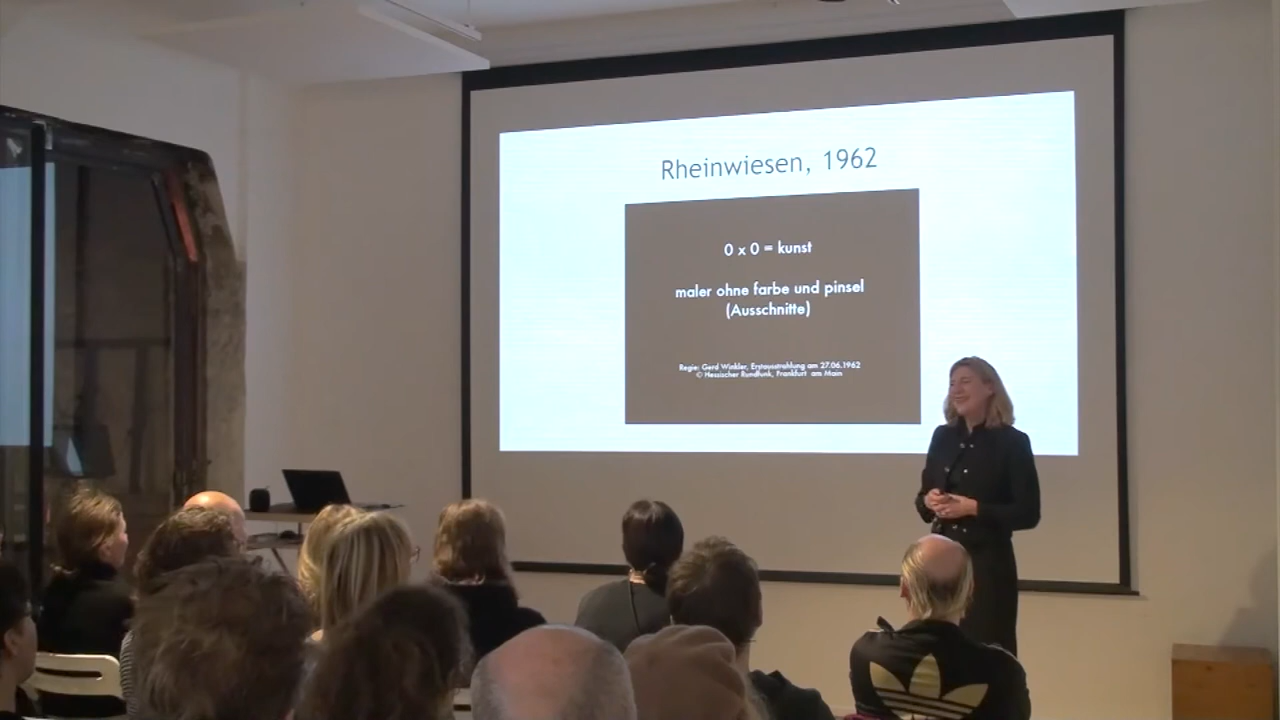 Rheinwiesen, 1962
0 x 0 = kunst
maler ohne farbe und pinsel
(Ausschnitte)
Regie: Gerd Winkler, Erstausstrahlung am 27.06.1962
© Hessischer Rundfunk, Frankfurt am Main